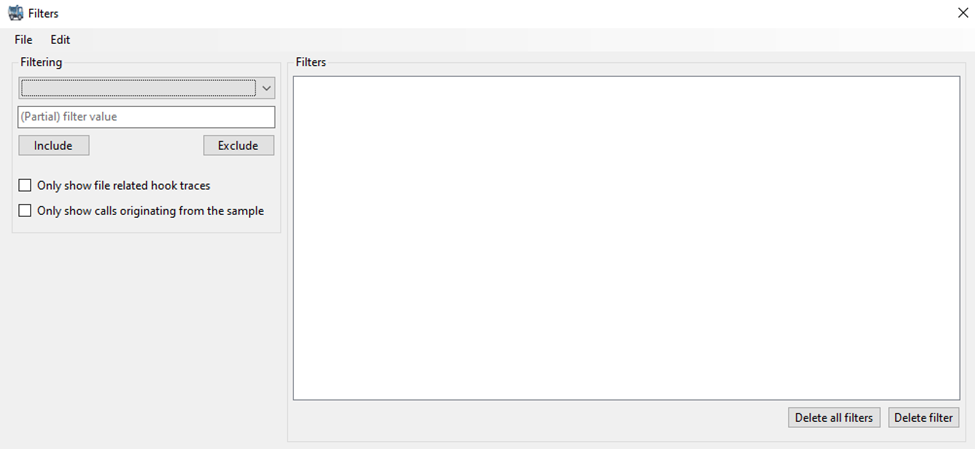 Filters
File Edit
Filtering
(Partial) filter value
Include Exclude
Only show file related hook traces
Only show calls originating from the sample
Filters
Delete all filters Delete filter